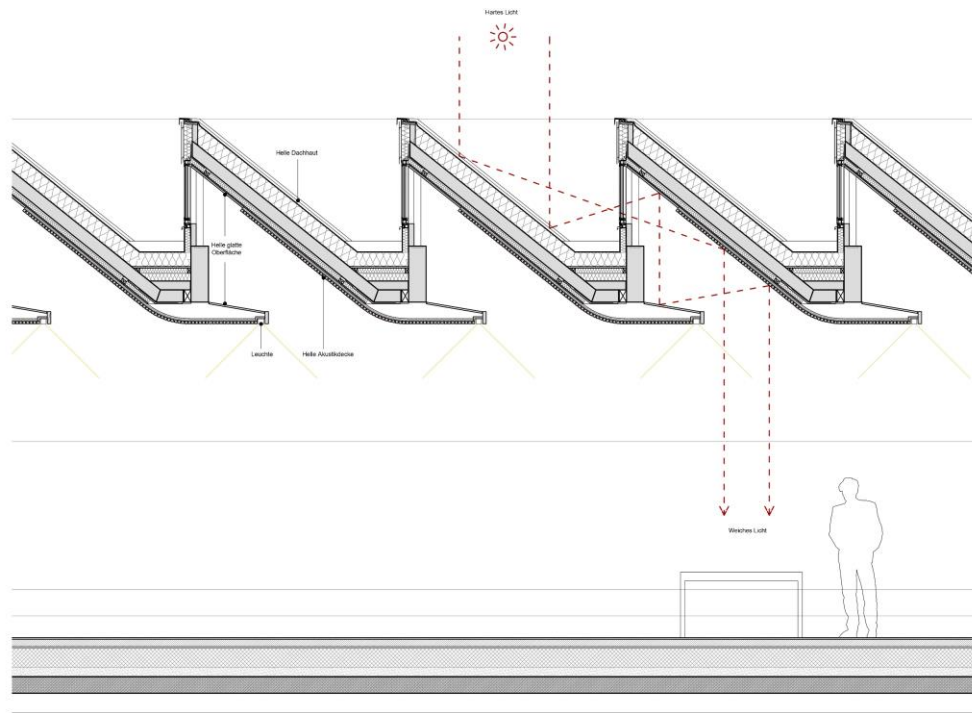 Hartes Licht
Helle Dachhaut
Helle glatte
Oberfläche
Leuchte
Helle Akustikdecke
Weiches Licht